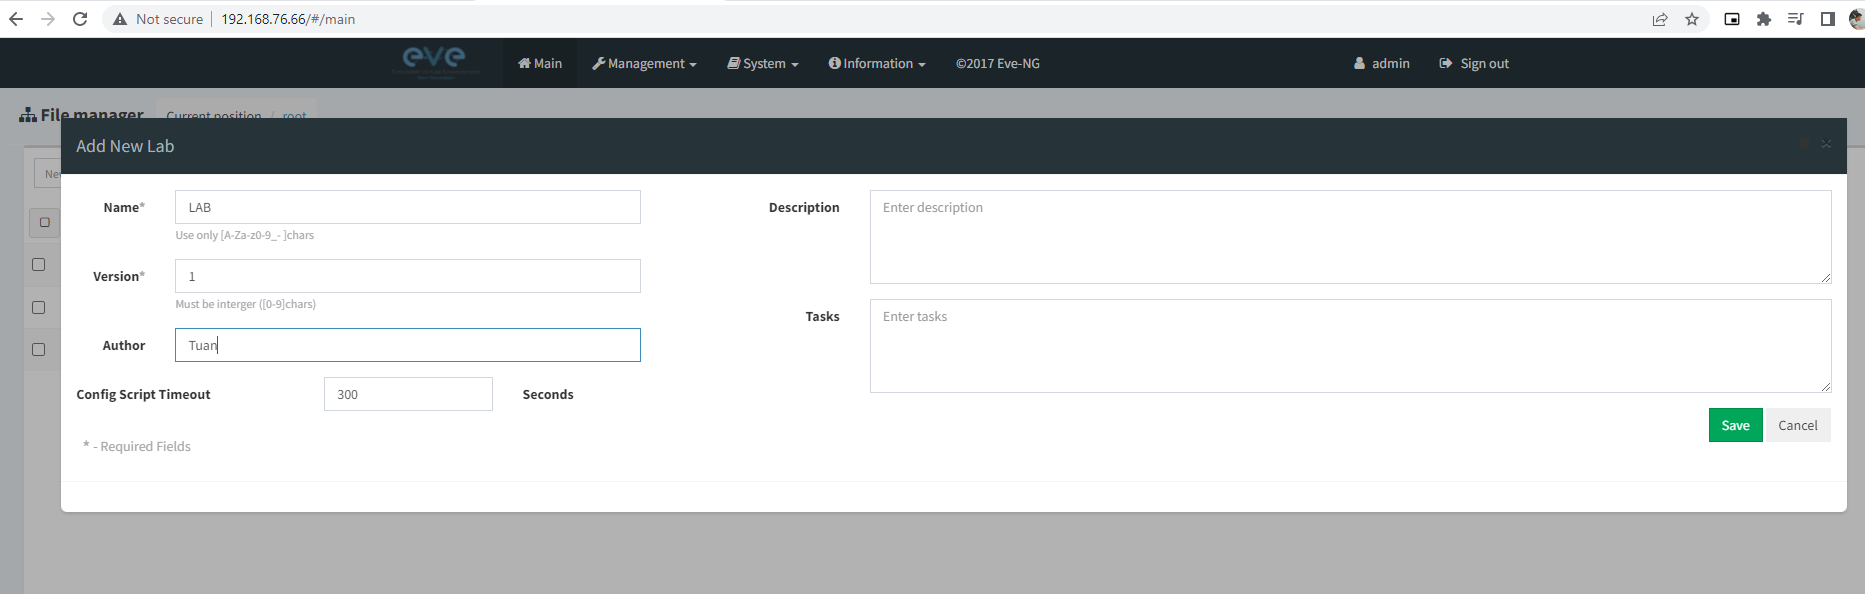 Not secure 192.168.76.66/#/main
eve
Main Management System Information ©2017 Eve-NG admin Sign out
File manager Current position / root
Add New Lab
Name* LAB
Use only [A-Za-z0-9_- ]chars
Version* 1
Must be interger ([0-9]chars)
Author Tuan
Config Script Timeout 300 Seconds
* - Required Fields
Description Enter description
Tasks Enter tasks
Save Cancel